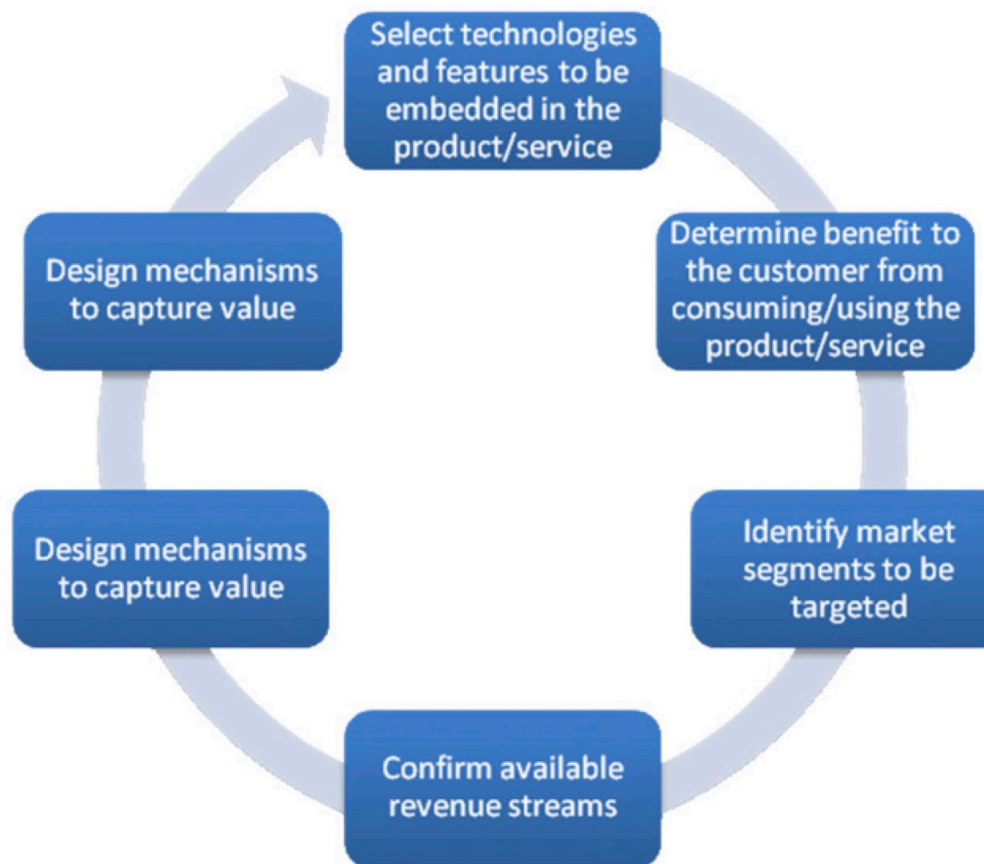 Select technologies
and features to be
embedded in the
product/service
Determine benefit to
the customer from
consuming/using the
product/service
Identify market
segments to be
targeted
Confirm available
revenue streams
Design mechanisms
to capture value
Design mechanisms
to capture value